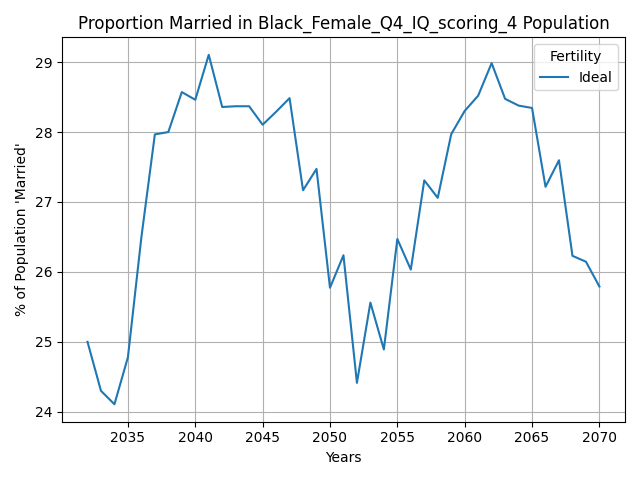 Proportion Married in Black_Female_Q4_IQ_scoring_4 Population
Fertility
Ideal
% of Population 'Married'
29
28
27
26
25
24
2035 2040 2045 2050 2055 2060 2065 2070
Years